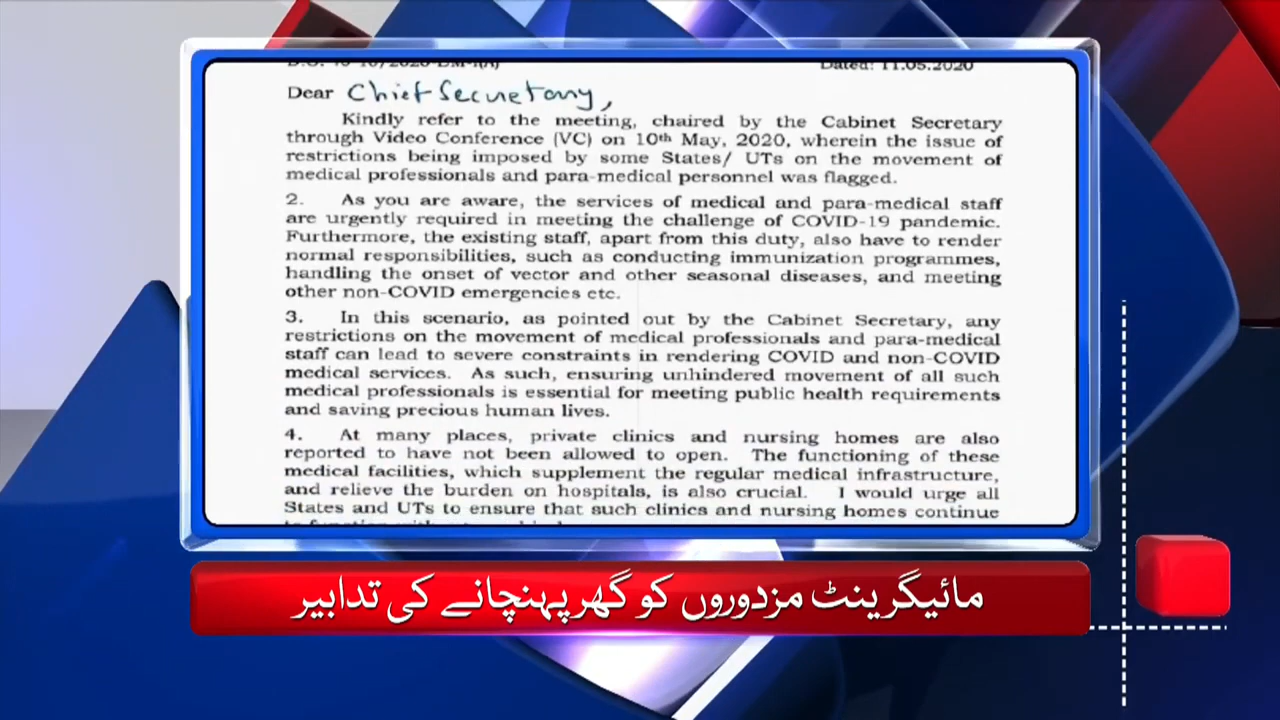 Dated: 11.05.2020
Dear Chief Secretary,
Kindly refer to the meeting, chaired by the Cabinet Secretary
through Video Conference (VC) on 10th May, 2020, wherein the issue of
restrictions being imposed by some States/ UTs on the movement of
medical professionals and para-medical personnel was flagged.
2. As you are aware, the services of medical and para-medical staff
are urgently required in meeting the challenge of COVID-19 pandemic.
Furthermore, the existing staff, apart from this duty, also have to render
normal responsibilities, such as conducting immunization programmes,
handling the onset of vector and other seasonal diseases, and meeting
other non-COVID emergencies etc.
3. In this scenario, as pointed out by the Cabinet Secretary, any
restrictions on the movement of medical professionals and para-medical
staff can lead to severe constraints in rendering COVID and non-COVID
medical services. As such, ensuring unhindered movement of all such
medical professionals is essential for meeting public health requirements
and saving precious human lives.
4. At many places, private clinics and nursing homes are also
reported to have not been allowed to open. The functioning of these
medical facilities, which supplement the regular medical infrastructure,
and relieve the burden on hospitals, is also crucial. I would urge all
States and UTs to ensure that such clinics and nursing homes continue
مائیگرینٹ مزدوروں کو گھر پہنچانے کی تدابیر